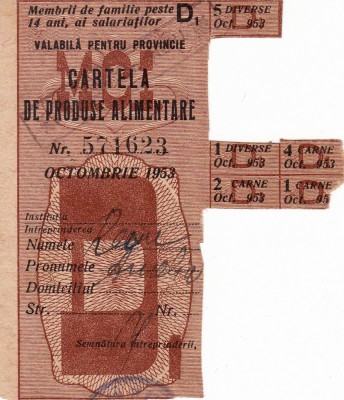 Membrii de familie peste
14 ani, ai salariaților D1
VALABILĂ PENTRU PROVINCIE
CARTELA
DE PRODUSE ALIMENTARE
Nr. 571623
OCTOMBRIE 1953
Instituția
Intreprinderea
Numele
Pronumele
Domiciliul
Str. Nr.
Semnătura întreprinderii,
5 DIVERSE
Oct. 953
1 DIVERSE
Oct. 953
4 CARNE
Oct. 953
2 CARNE
Oct. 953
1 CARNE
Oct. 95